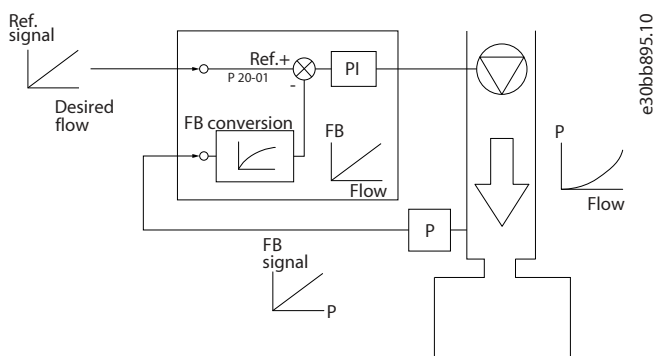 Ref.
signal
Desired
flow
Ref.+
P 20-01
-
PI
FB conversion
FB
Flow
P
FB
signal
P
P
Flow
e30bb895.10